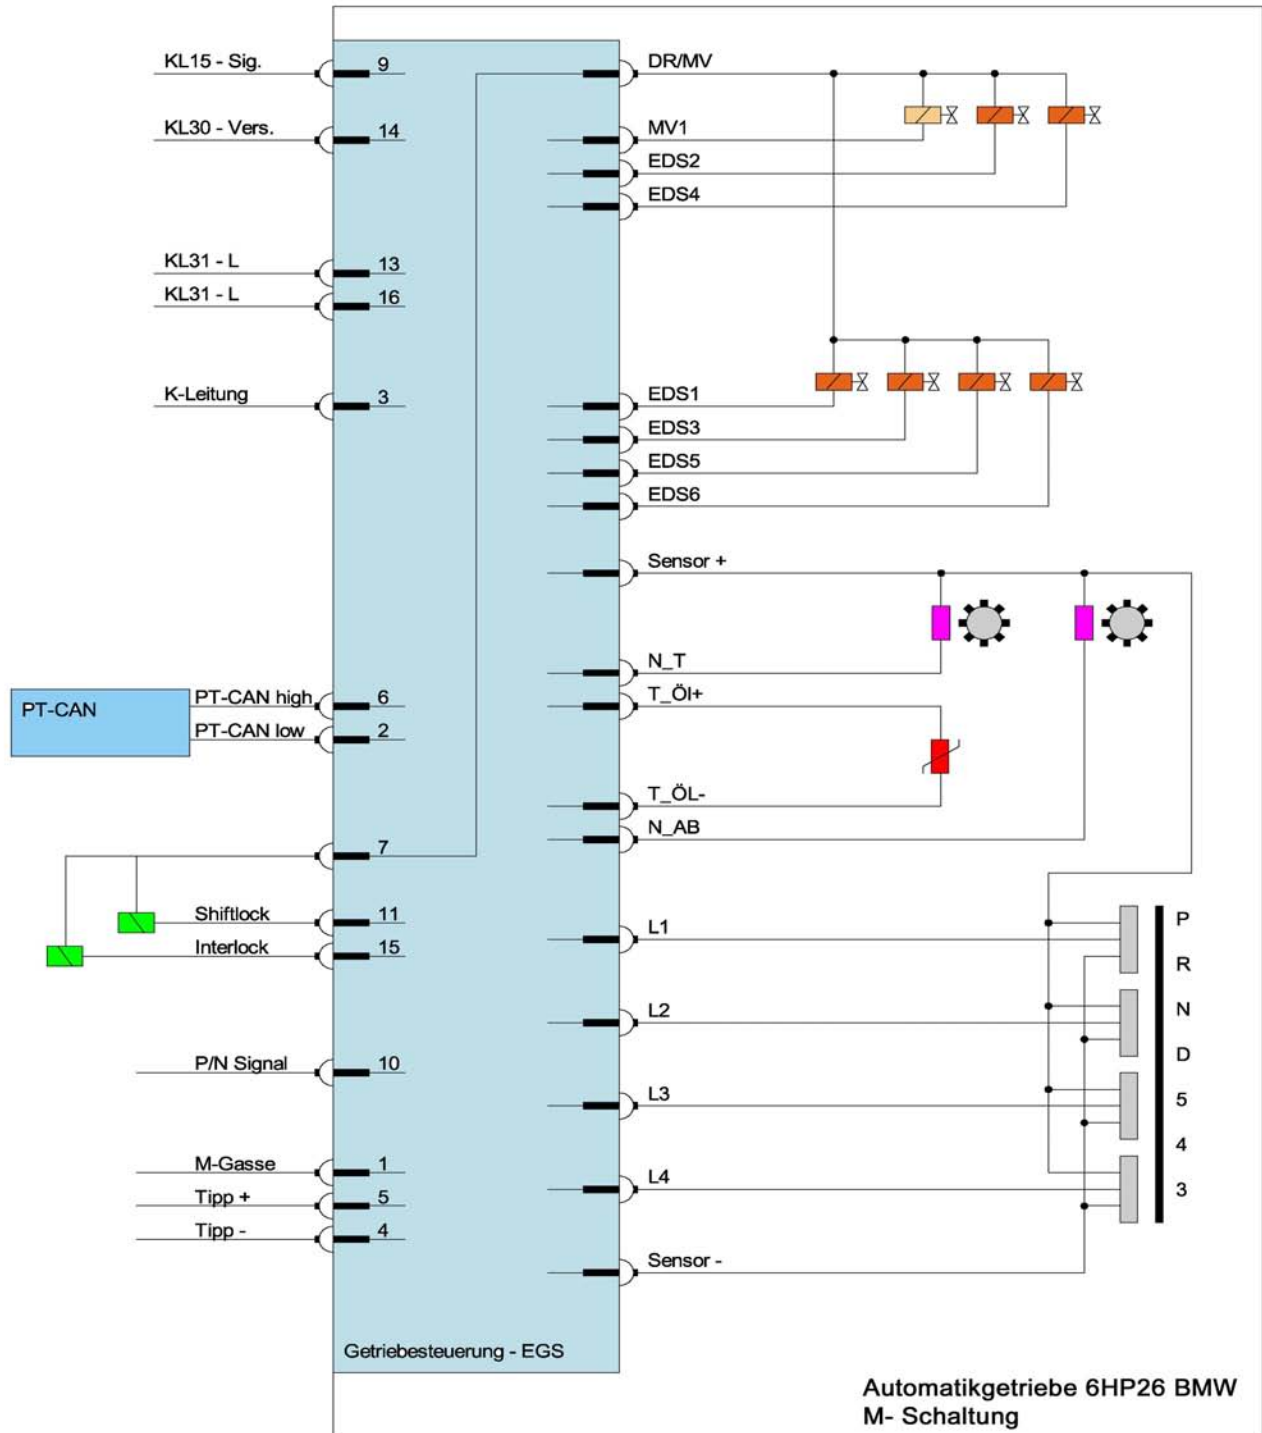 KL15 - Sig.
9
KL30 - Vers.
14
KL31 - L
13
KL31 - L
16
K-Leitung
3
PT-CAN
PT-CAN high
6
PT-CAN low
2
7
Shiftlock
11
Interlock
15
P/N Signal
10
M-Gasse
1
Tipp +
5
Tipp -
4
DR/MV
MV1
EDS2
EDS4
EDS1
EDS3
EDS5
EDS6
Sensor +
N_T
T_Öl+
T_ÖL-
N_AB
L1
L2
L3
L4
Sensor -
P
R
N
D
5
4
3
Getriebesteuerung - EGS
Automatikgetriebe 6HP26 BMW
M- Schaltung